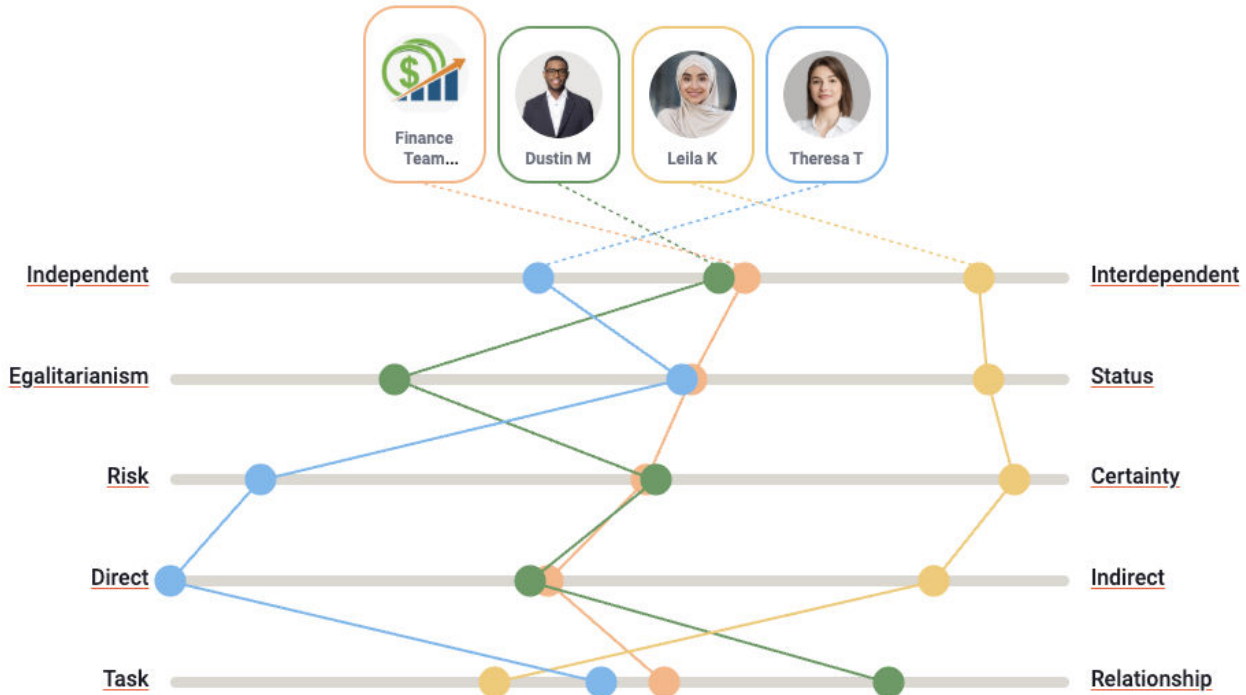 $
Finance
Team...
Dustin M
Leila K
Theresa T
Independent
Interdependent
Egalitarianism
Status
Risk
Certainty
Direct
Indirect
Task
Relationship